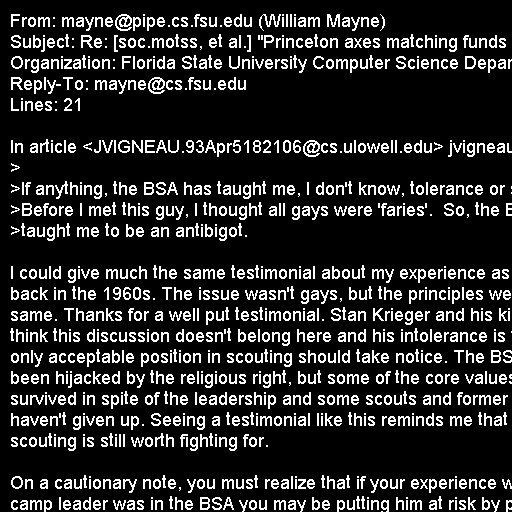 From: mayne@pipe.cs.fsu.edu (William Mayne)
Subject: Re: [soc.motss, et al.] "Princeton axes matching funds
Organization: Florida State University Computer Science Depar
Reply-To: mayne@cs.fsu.edu
Lines: 21

In article <JVIGNEAU.93Apr5182106@cs.ulowell.edu> jvigneau
>
>If anything, the BSA has taught me, I don't know, tolerance or
>Before I met this guy, I thought all gays were 'faries'.  So, the
>taught me to be an antibigot.

I could give much the same testimonial about my experience as
back in the 1960s. The issue wasn't gays, but the principles we
same. Thanks for a well put testimonial. Stan Krieger and his ki
think this discussion doesn't belong here and his intolerance is
only acceptable position in scouting should take notice. The BS
been hijacked by the religious right, but some of the core values
survived in spite of the leadership and some scouts and former
haven't given up. Seeing a testimonial like this reminds me that
scouting is still worth fighting for.

On a cautionary note, you must realize that if your experience w
camp leader was in the BSA you may be putting him at risk by p